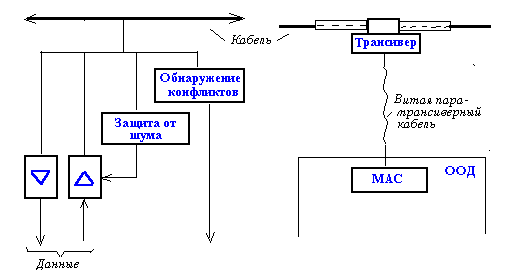 Кабель
Обнаружение
конфликтов
Защита от
шума
Данные
Трансивер
Витая пара-
трансиверный
кабель
ООД
МАС